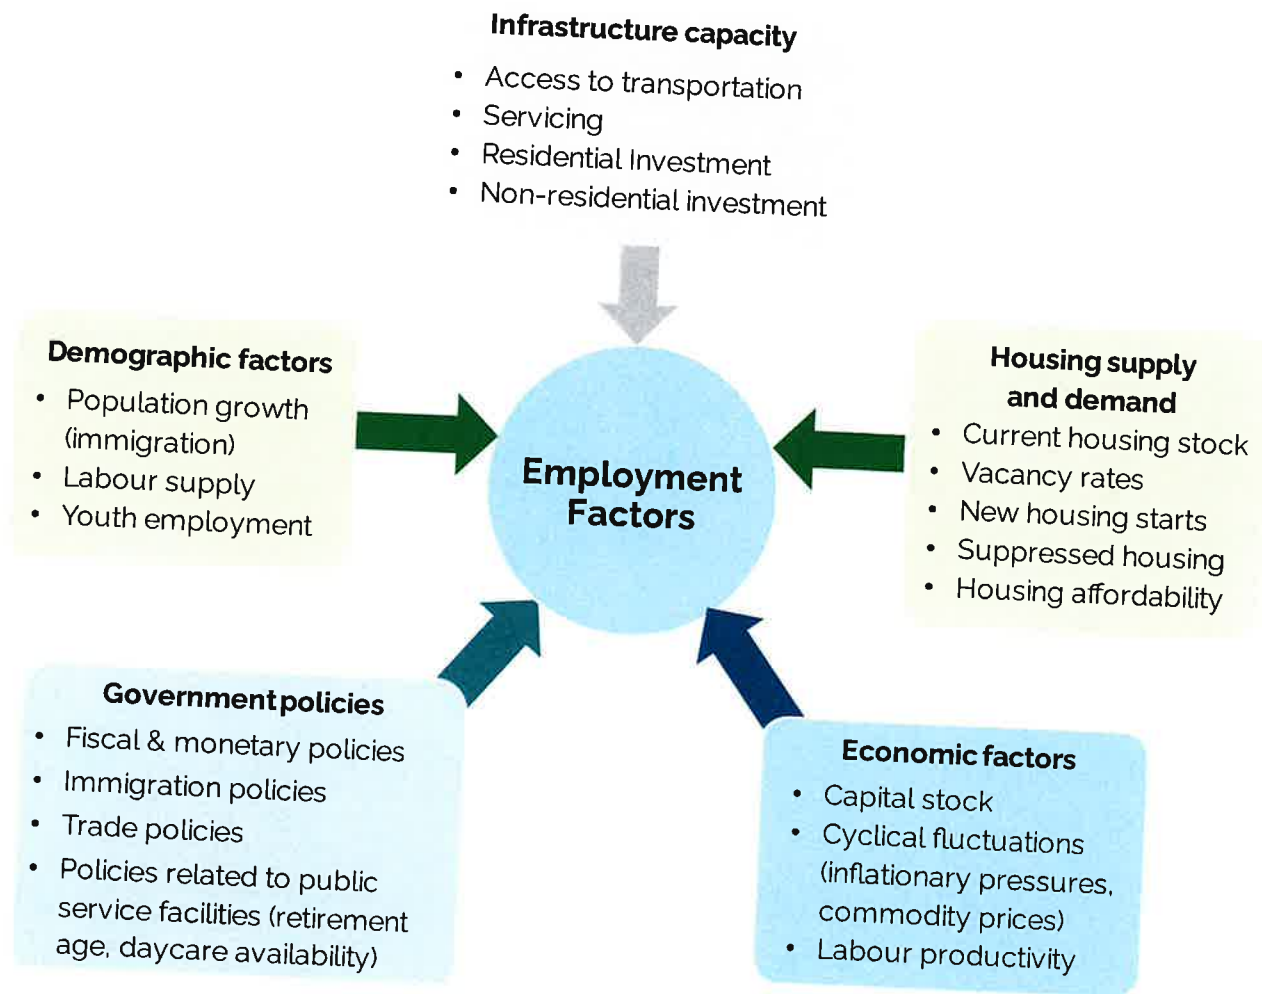 Infrastructure capacity
• Access to transportation
• Servicing
• Residential Investment
• Non-residential investment
Demographic factors
• Population growth
(immigration)
• Labour supply
• Youth employment
Employment
Factors
Housing supply
and demand
• Current housing stock
• Vacancy rates
• New housing starts
• Suppressed housing
• Housing affordability
Government policies
• Fiscal & monetary policies
• Immigration policies
• Trade policies
• Policies related to public
service facilities (retirement
age, daycare availability)
Economic factors
• Capital stock
• Cyclical fluctuations
(inflationary pressures,
commodity prices)
• Labour productivity